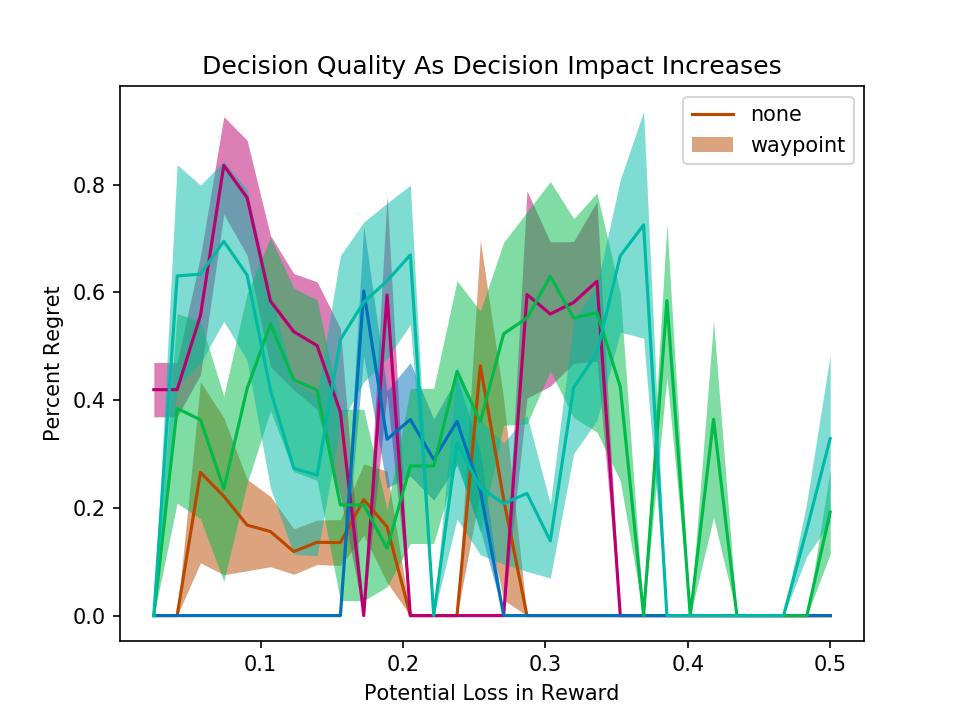 Decision Quality As Decision Impact Increases
none
waypoint
Percent Regret
0.8
0.6
0.4
0.2
0.0
0.1
0.2
0.3
0.4
0.5
Potential Loss in Reward